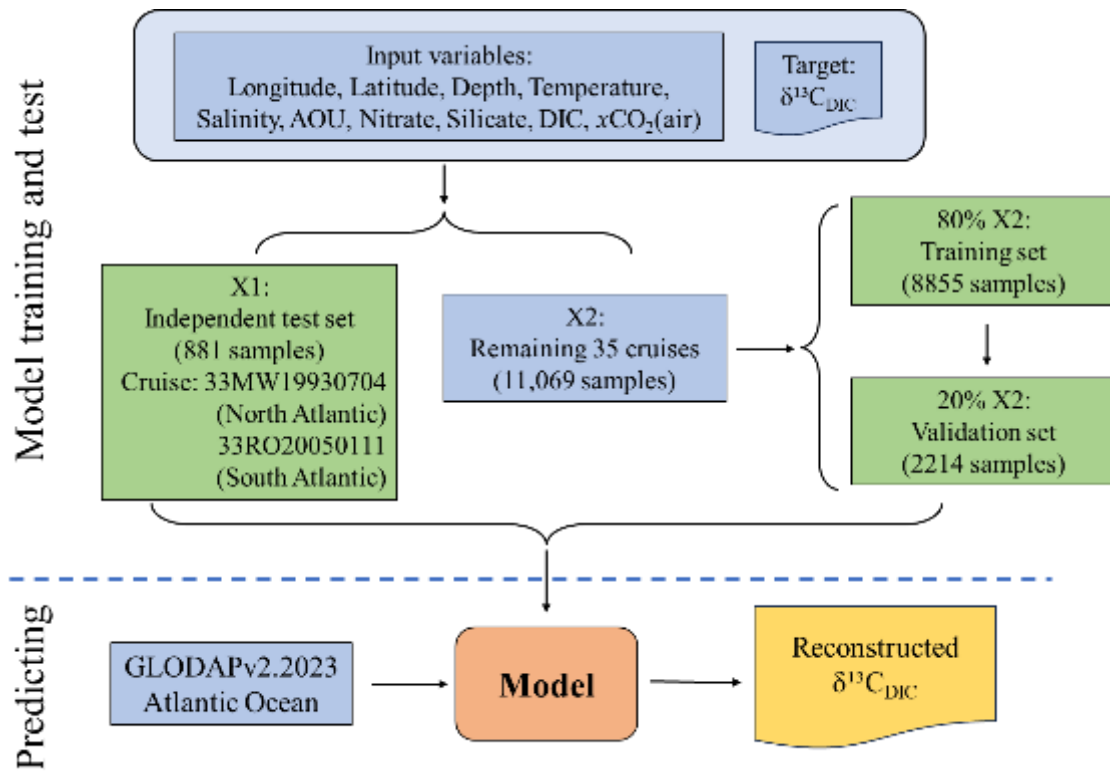 Model training and test
Input variables:
Longitude, Latitude, Depth, Temperature,
Salinity, AOU, Nitrate, Silicate, DIC, xCO₂(air)
Target:
δ¹³C_DIC
X1:
Independent test set
(881 samples)
Cruise: 33MW19930704
(North Atlantic)
33RO20050111
(South Atlantic)
X2:
Remaining 35 cruises
(11,069 samples)
80% X2:
Training set
(8855 samples)
20% X2:
Validation set
(2214 samples)
Predicting
GLODAPv2.2023
Atlantic Ocean
Model
Reconstructed
δ¹³C_DIC